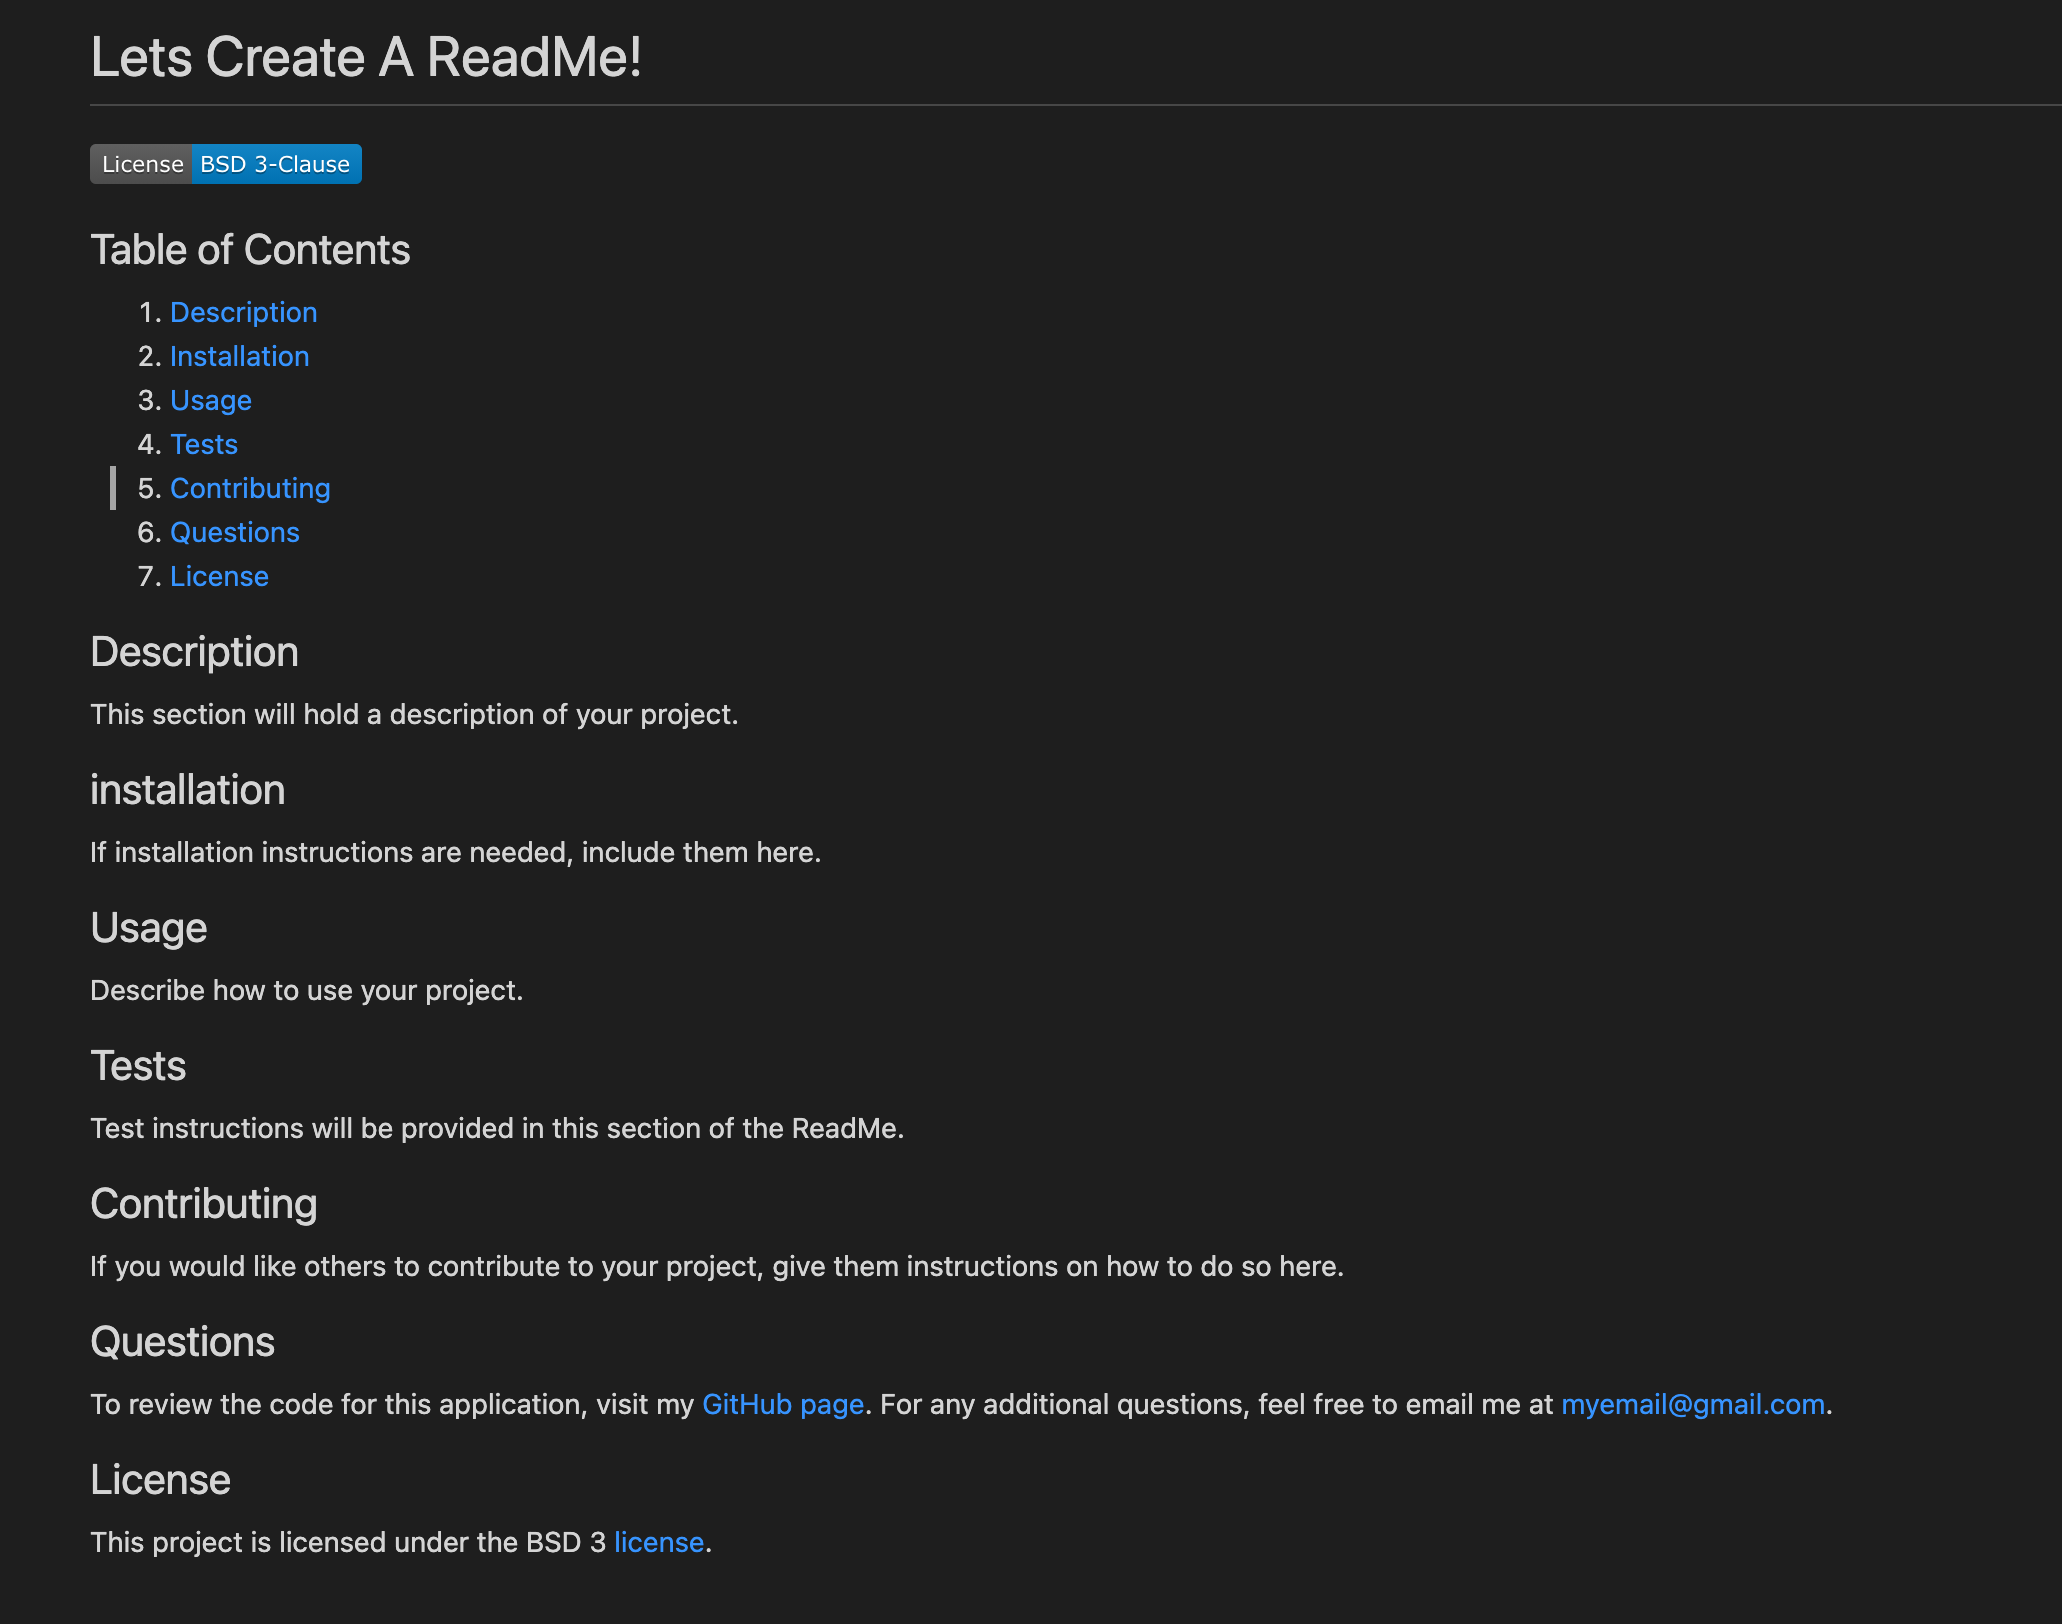 Lets Create A ReadMe!
License BSD 3-Clause
Table of Contents
1. Description
2. Installation
3. Usage
4. Tests
5. Contributing
6. Questions
7. License
Description
This section will hold a description of your project.
installation
If installation instructions are needed, include them here.
Usage
Describe how to use your project.
Tests
Test instructions will be provided in this section of the ReadMe.
Contributing
If you would like others to contribute to your project, give them instructions on how to do so here.
Questions
To review the code for this application, visit my GitHub page. For any additional questions, feel free to email me at myemail@gmail.com.
License
This project is licensed under the BSD 3 license.